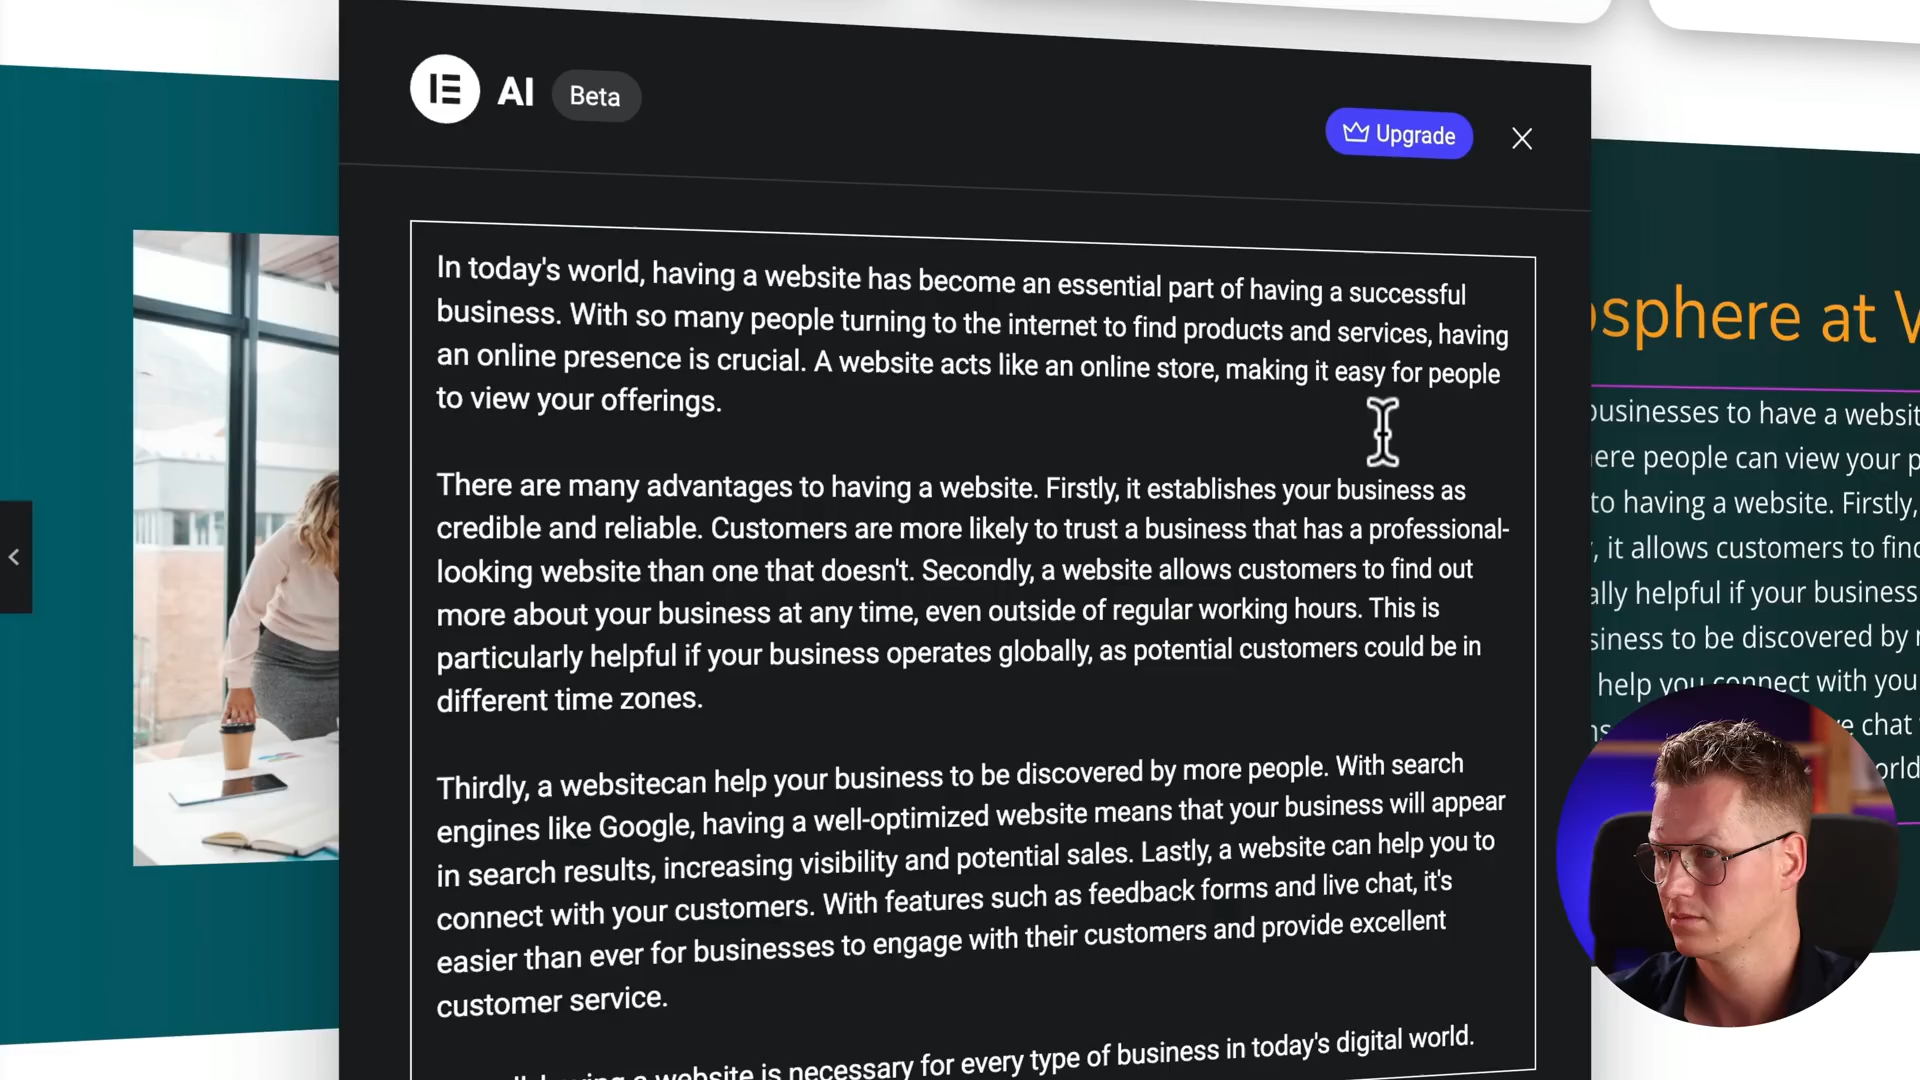 AI Beta
Upgrade
In today's world, having a website has become an essential part of having a successful
business. With so many people turning to the internet to find products and services, having
an online presence is crucial. A website acts like an online store, making it easy for people
to view your offerings.
There are many advantages to having a website. Firstly, it establishes your business as
credible and reliable. Customers are more likely to trust a business that has a professional-
looking website than one that doesn't. Secondly, a website allows customers to find out
more about your business at any time, even outside of regular working hours. This is
particularly helpful if your business operates globally, as potential customers could be in
different time zones.
Thirdly, a websitecan help your business to be discovered by more people. With search
engines like Google, having a well-optimized website means that your business will appear
in search results, increasing visibility and potential sales. Lastly, a website can help you to
connect with your customers. With features such as feedback forms and live chat, it's
easier than ever for businesses to engage with their customers and provide excellent
customer service.
a website is necessary for every type of business in today's digital world.
osphere at
businesses to have a websit
ere people can view your p
to having a website. Firstly,
, it allows customers to find
ally helpful if your business
siness to be discovered by
help you connect with you
chat